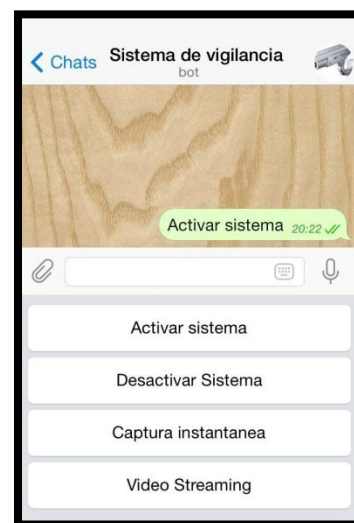 Chats
Sistema de vigilancia
bot
Activar sistema 20:22
Activar sistema
Desactivar Sistema
Captura instantanea
Video Streaming